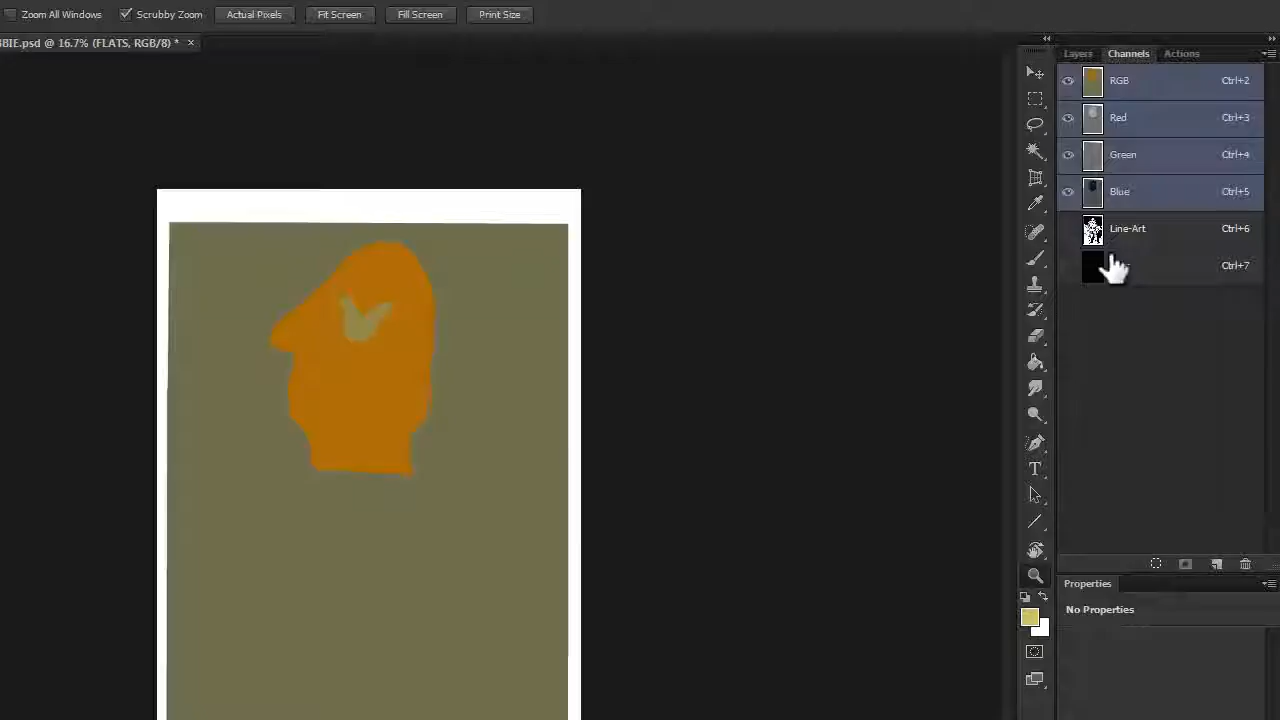 Zoom All Windows Scrubby Zoom Actual Pixels Fit Screen Fill Screen Print Size
BIE.psd @ 16.7% (FLATS, RGB/8) * ×
Layers Channels Actions
RGB Ctrl+2
Red Ctrl+3
Green Ctrl+4
Blue Ctrl+5
Line-Art Ctrl+6
Ctrl+7
T
Properties
No Properties